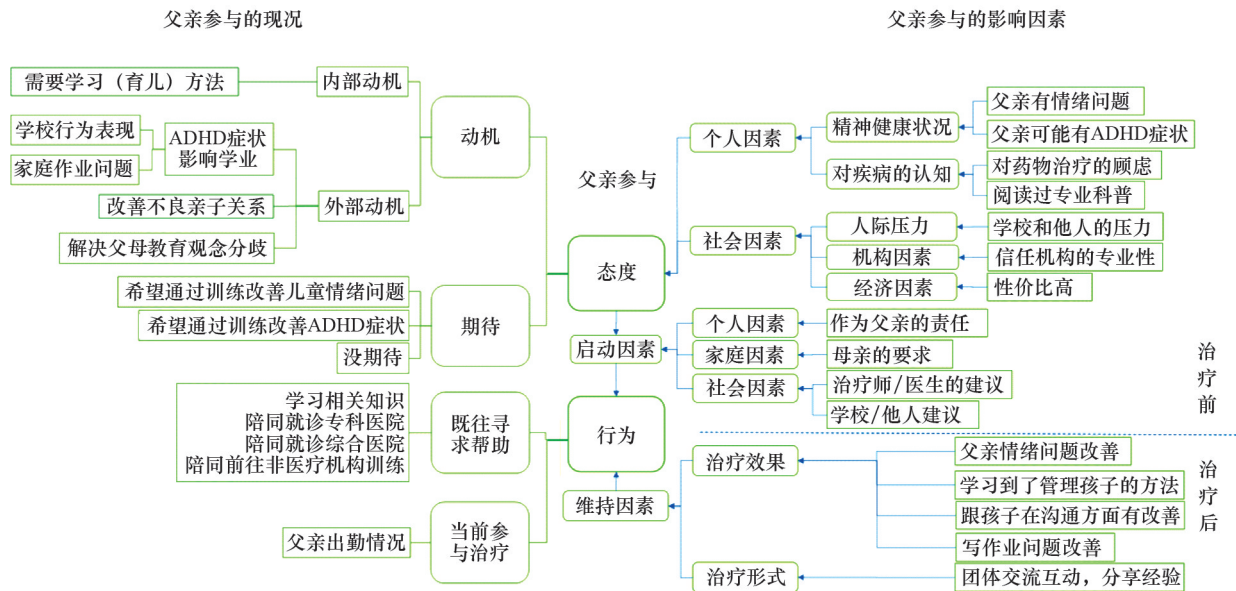 父亲参与的现况
父亲参与的影响因素
需要学习（育儿）方法
内部动机
学校行为表现
家庭作业问题
ADHD症状
影响学业
改善不良亲子关系
外部动机
解决父母教育观念分歧
动机
希望通过训练改善儿童情绪问题
希望通过训练改善ADHD症状
没期待
期待
学习相关知识
陪同就诊专科医院
陪同就诊综合医院
陪同前往非医疗机构训练
既往寻
求帮助
父亲出勤情况
当前参
与治疗
父亲参与
态度
启动因素
行为
维持因素
个人因素
精神健康状况
父亲有情绪问题
父亲可能有ADHD症状
对疾病的认知
对药物治疗的顾虑
阅读过专业科普
社会因素
人际压力
学校和他人的压力
机构因素
信任机构的专业性
经济因素
性价比高
个人因素
作为父亲的责任
家庭因素
母亲的要求
社会因素
治疗师/医生的建议
学校/他人建议
治疗前
治疗效果
父亲情绪问题改善
学习到了管理孩子的方法
跟孩子在沟通方面有改善
写作业问题改善
治疗形式
团体交流互动，分享经验
治疗后